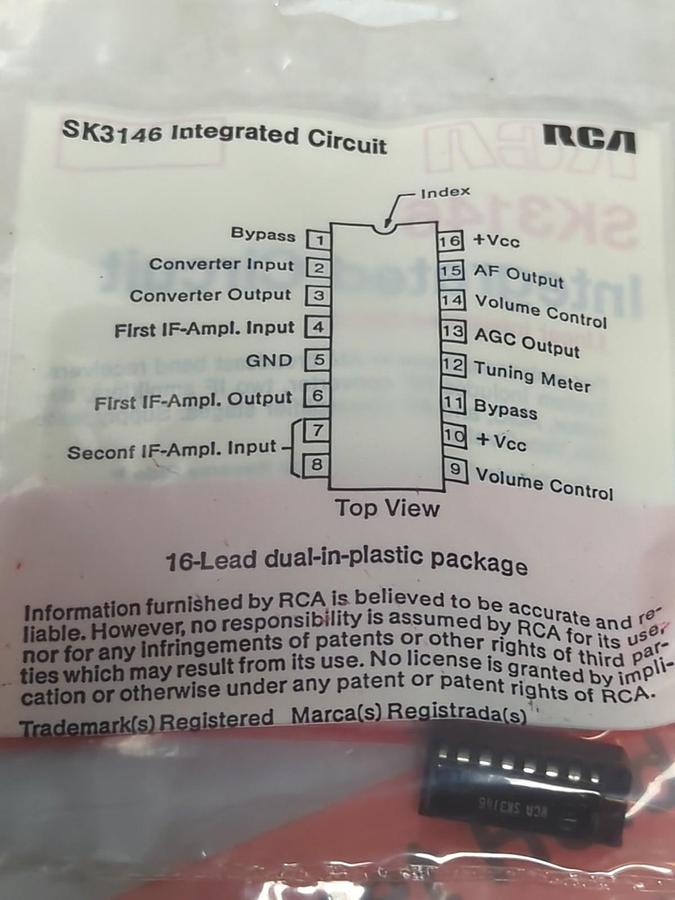 SK3146 Integrated Circuit
RCA
Index
Bypass 1
Converter Input 2
Converter Output 3
First IF-Ampl. Input 4
GND 5
First IF-Ampl. Output 6
Seconf IF-Ampl. Input 7
8
16 +Vcc
15 AF Output
14 Volume Control
13 AGC Output
12 Tuning Meter
11 Bypass
10 +Vcc
9 Volume Control
Top View
16-Lead dual-in-plastic package
Information furnished by RCA is believed to be accurate and re-
liable. However, no responsibility is assumed by RCA for its use,
nor for any infringements of patents or other rights of third par-
ties which may result from its use. No license is granted by impli-
cation or otherwise under any patent or patent rights of RCA.
Trademark(s) Registered Marca(s) Registrada(s)
RCA SK3146
RCA
SK3146